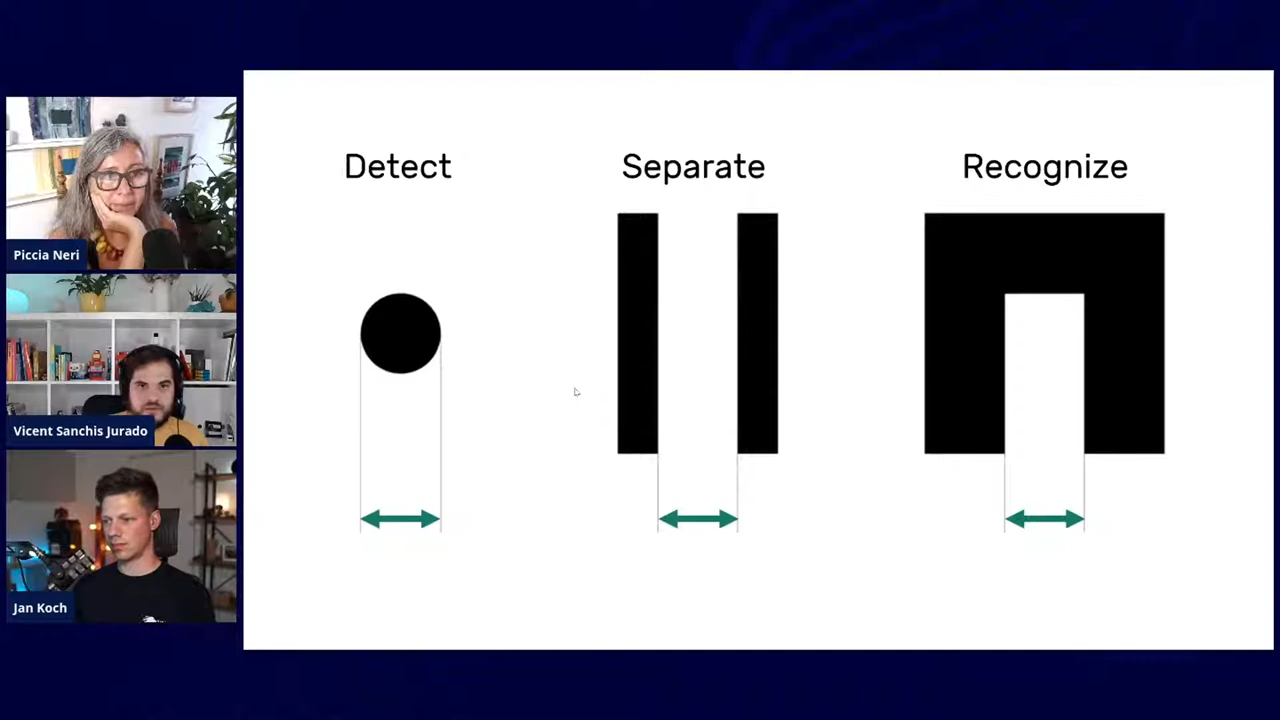 Piccia Neri
Vicent Sanchis Jurado
Jan Koch
Detect
Separate
Recognize